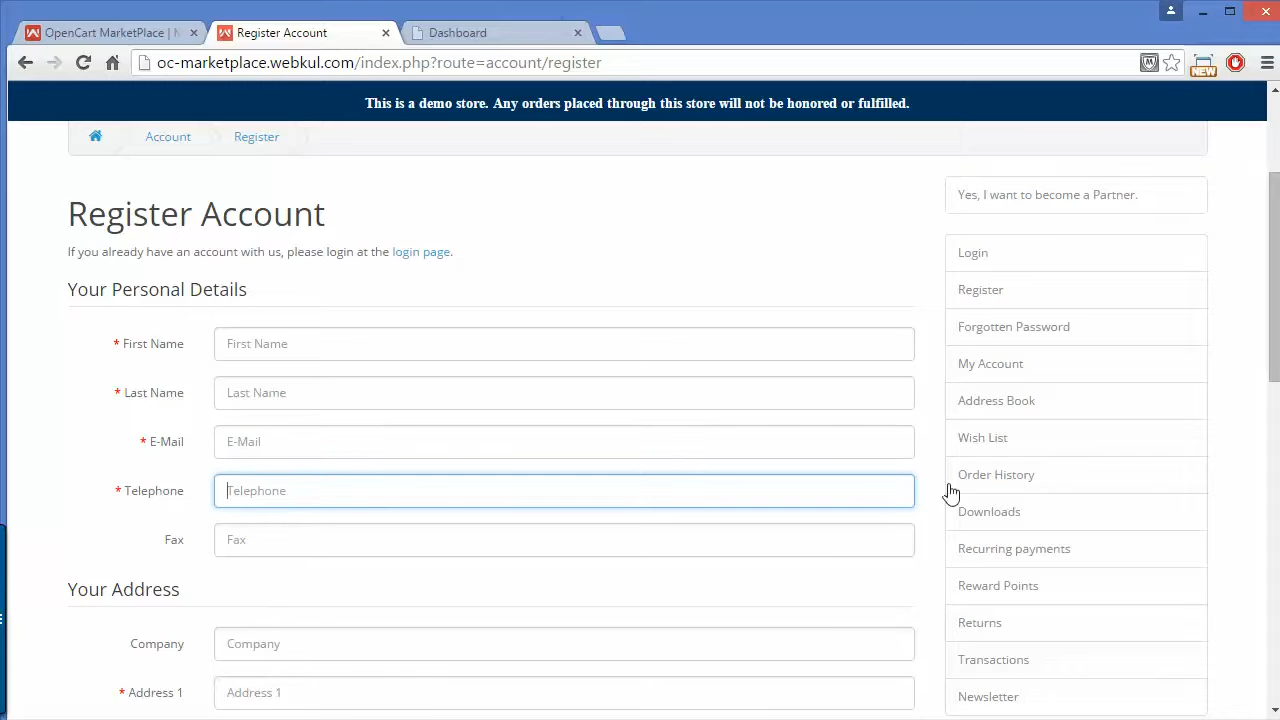 OpenCart MarketPlace | N
Register Account
Dashboard
oc-marketplace.webkul.com/index.php?route=account/register
NEW
This is a demo store. Any orders placed through this store will not be honored or fulfilled.
Account
Register
Register Account
If you already have an account with us, please login at the login page.
Your Personal Details
* First Name
First Name
* Last Name
Last Name
* E-Mail
E-Mail
* Telephone
Telephone
Fax
Fax
Your Address
Company
Company
* Address 1
Address 1
Yes, I want to become a Partner.
Login
Register
Forgotten Password
My Account
Address Book
Wish List
Order History
Downloads
Recurring payments
Reward Points
Returns
Transactions
Newsletter